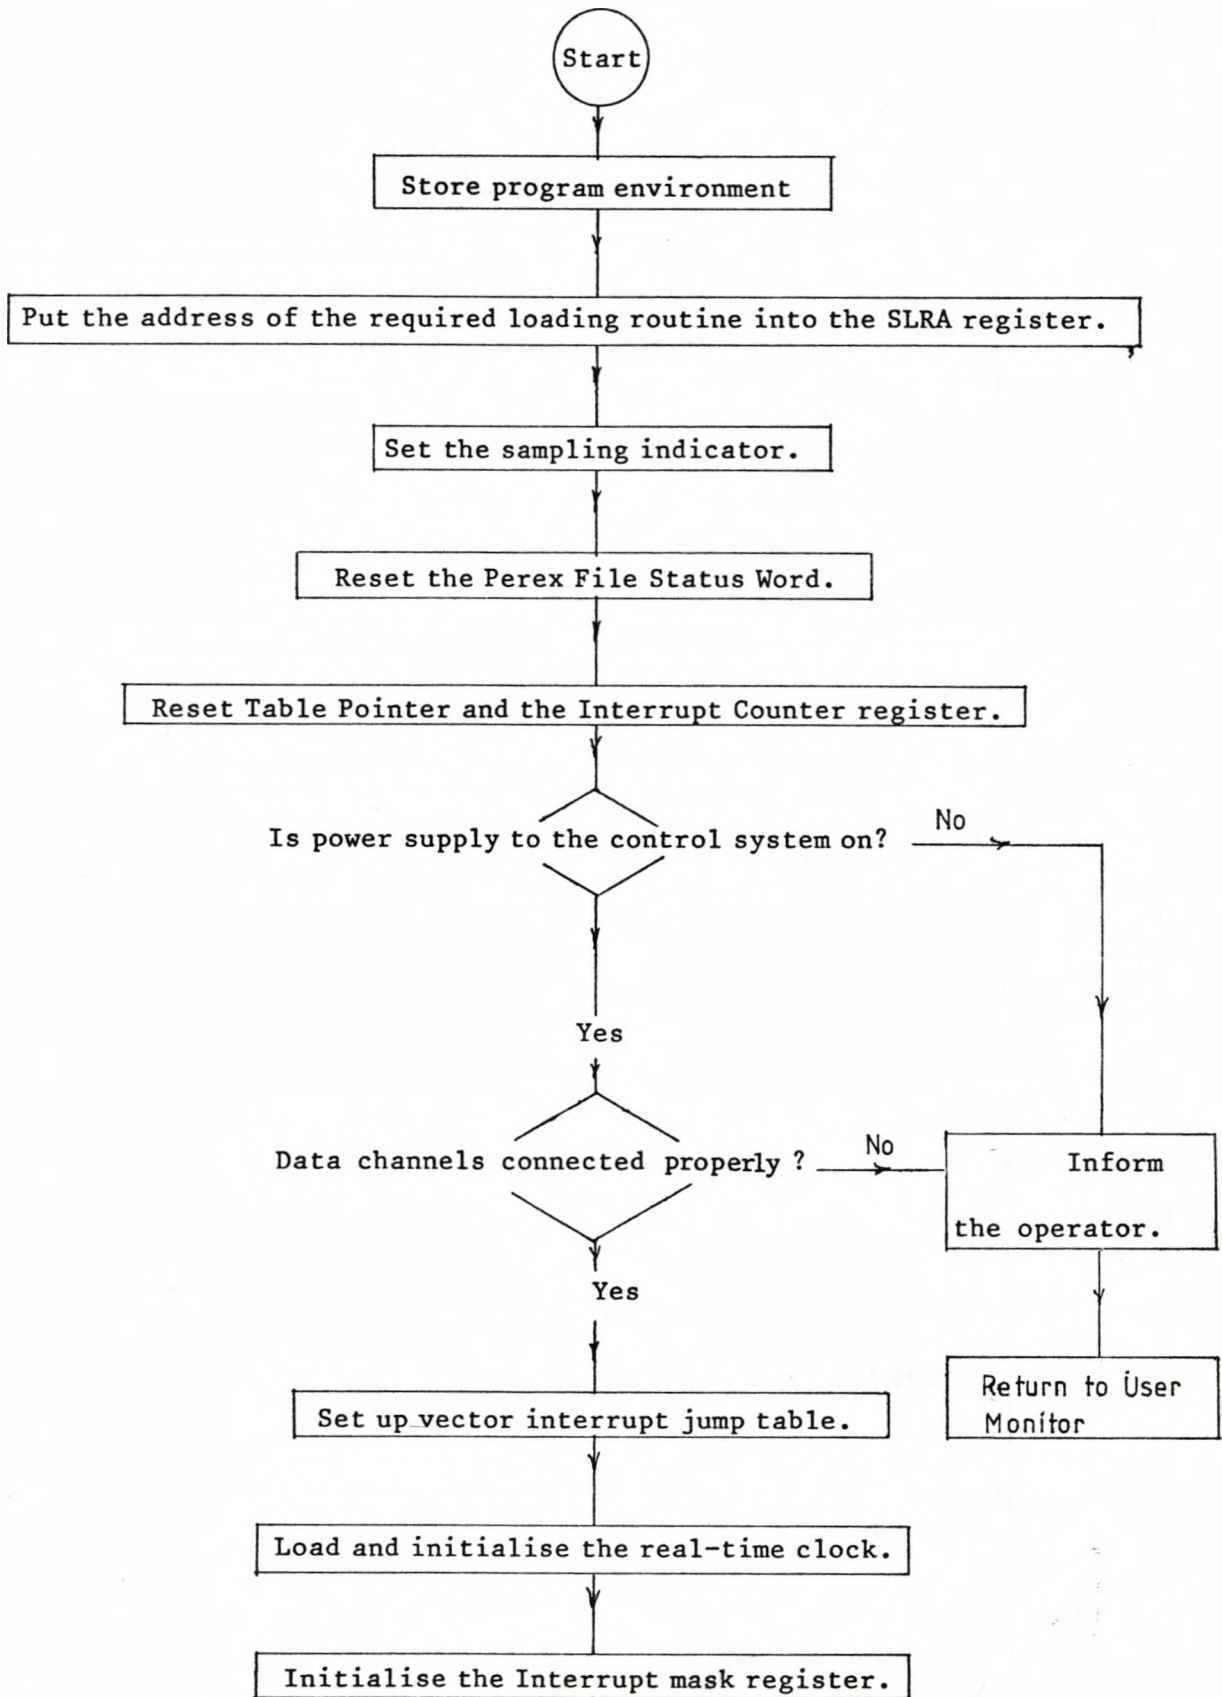 Start
Store program environment
Put the address of the required loading routine into the SLRA register.
Set the sampling indicator.
Reset the Perex File Status Word.
Reset Table Pointer and the Interrupt Counter register.
Is power supply to the control system on?
No
Yes
Data channels connected properly ?
No
Inform
the operator.
Yes
Return to User
Monitor
Set up vector interrupt jump table.
Load and initialise the real-time clock.
Initialise the Interrupt mask register.